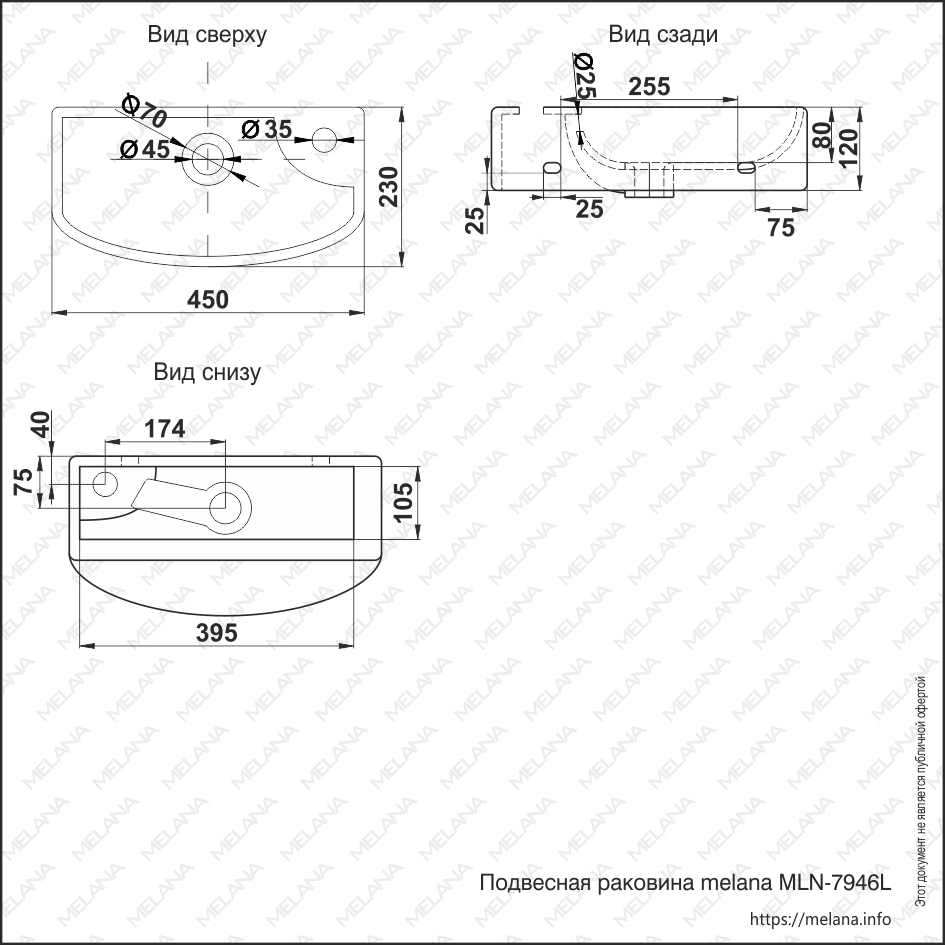 Вид сверху
Вид сзади
Ø70
Ø45
Ø35
230
450
Ø25
255
80
120
25
25
75
Вид снизу
40
75
174
105
395
Этот документ не является публичной офертой
Подвесная раковина melana MLN-7946L
https://melana.info
MELANA